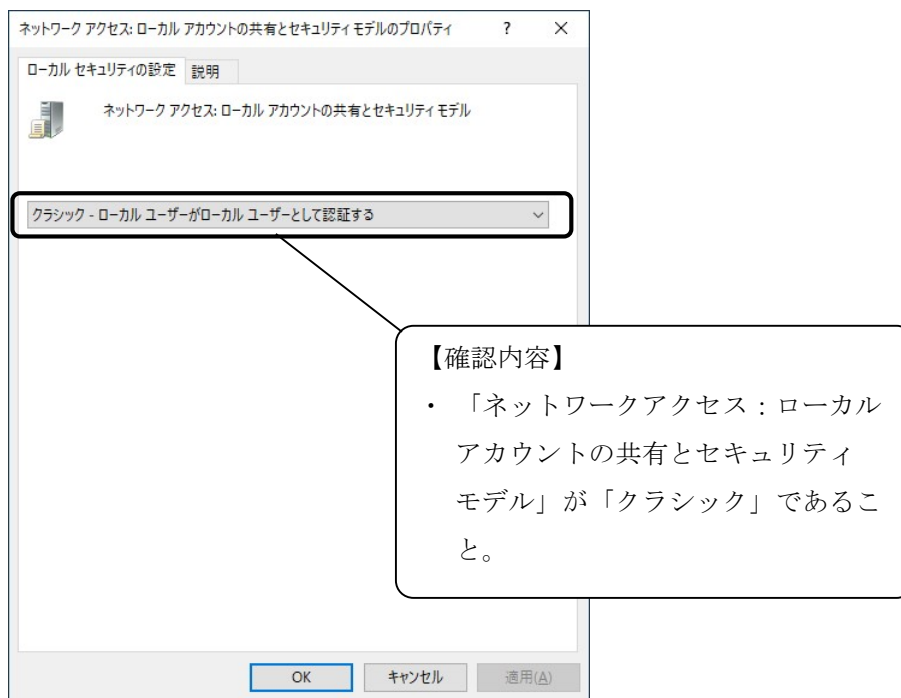 ネットワーク アクセス: ローカル アカウントの共有とセキュリティ モデルのプロパティ ? ×
ローカル セキュリティの設定 説明
ネットワーク アクセス: ローカル アカウントの共有とセキュリティ モデル
クラシック - ローカル ユーザーがローカル ユーザーとして認証する
【確認内容】
・ 「ネットワークアクセス：ローカル
アカウントの共有とセキュリティ
モデル」が「クラシック」であるこ
と。
OK キャンセル 適用(A)